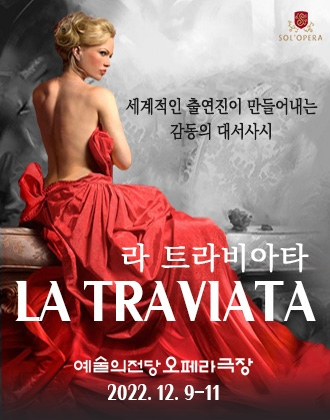 SOL'OPERA
세계적인 출연진이 만들어내는
감동의 대서사시
라 트라비아타
LA TRAVIATA
예술의전당 오페라극장
2022. 12. 9-11